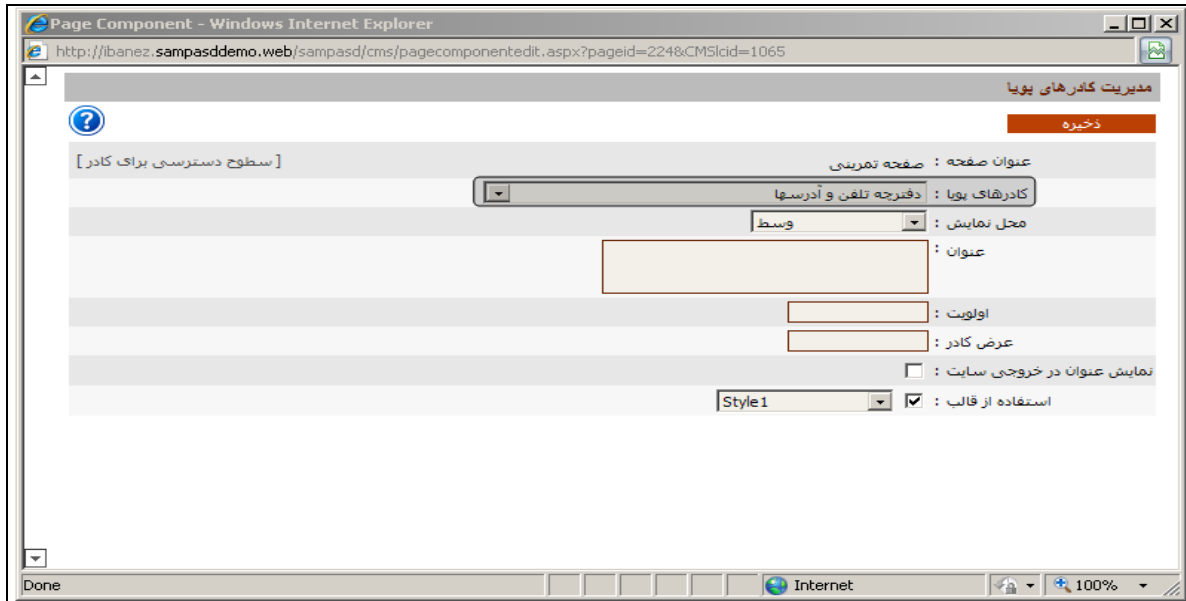 Page Component - Windows Internet Explorer
http://ibanez.sampasddemo.web/sampasd/cms/pagecomponentedit.aspx?pageid=224&CMSlcid=1065
مدیریت کادرهای پویا
ذخیره
?
عنوان صفحه : صفحه تمرینی
[ سطوح دسترسی برای کادر ]
کادرهای پویا : دفترچه تلفن و آدرسها
محل نمایش : وسط
عنوان :
اولویت :
عرض کادر :
نمایش عنوان در خروجی سایت :
استفاده از قالب : Style1
Done
Internet
100%